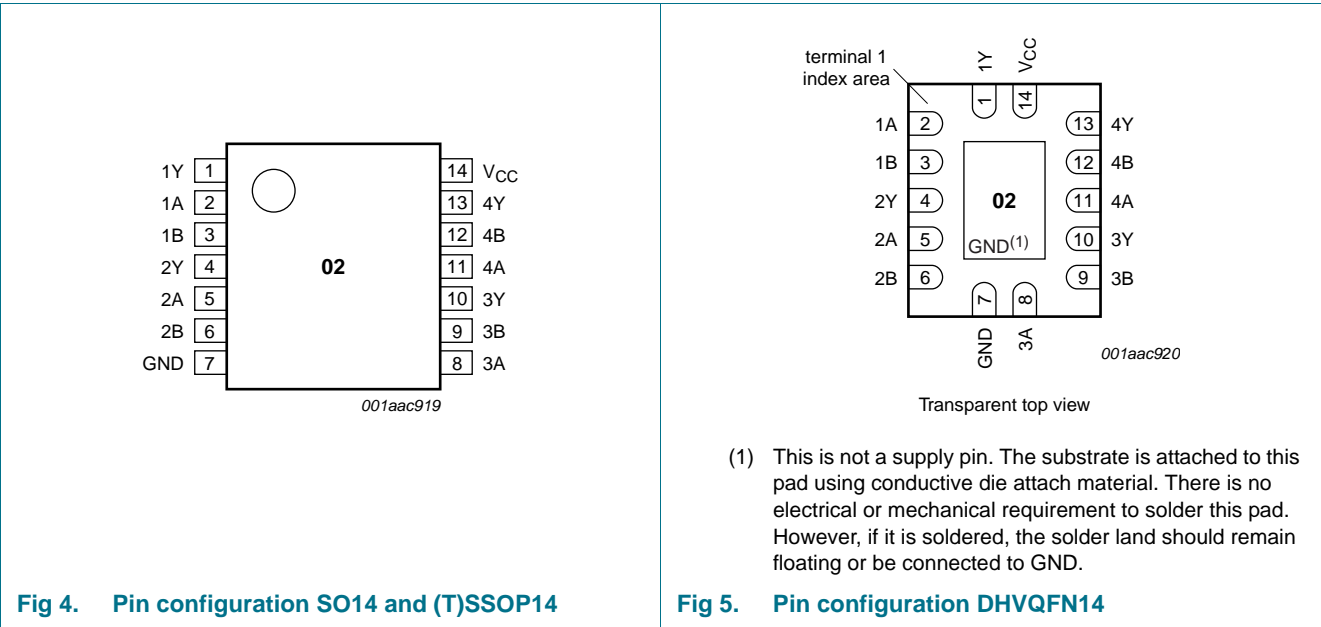 1Y 1
1A 2
1B 3
2Y 4
2A 5
2B 6
GND 7
02
14 VCC
13 4Y
12 4B
11 4A
10 3Y
9 3B
8 3A
001aac919
Fig 4. Pin configuration SO14 and (T)SSOP14
terminal 1
index area
1Y
VCC
1
14
1A 2
1B 3
2Y 4
2A 5
2B 6
02
GND(1)
13 4Y
12 4B
11 4A
10 3Y
9 3B
7
8
GND
3A
001aac920
Transparent top view
(1) This is not a supply pin. The substrate is attached to this
pad using conductive die attach material. There is no
electrical or mechanical requirement to solder this pad.
However, if it is soldered, the solder land should remain
floating or be connected to GND.
Fig 5. Pin configuration DHVQFN14